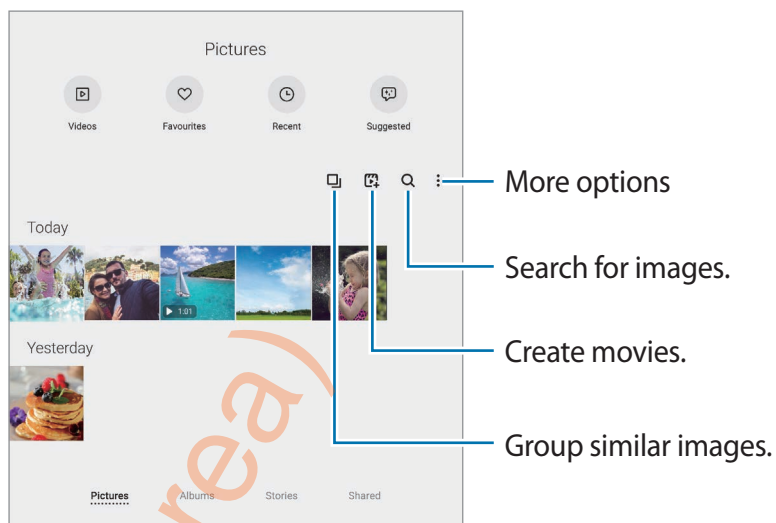 Pictures
Videos Favourites Recent Suggested
More options
Today
Search for images.
1:01
Create movies.
Yesterday
Group similar images.
Pictures Albums Stories Shared
rea)